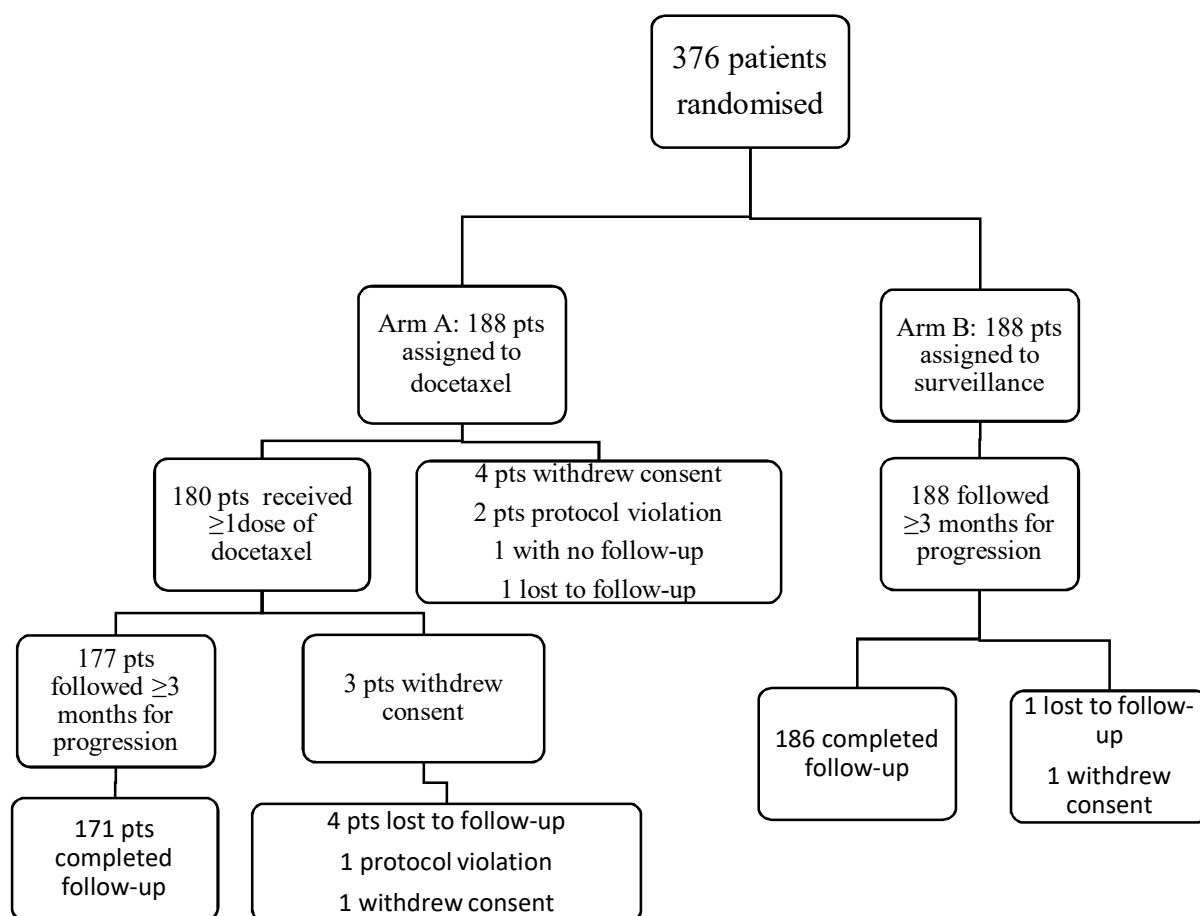 376 patients
randomised
Arm A: 188 pts
assigned to
docetaxel
Arm B: 188 pts
assigned to
surveillance
180 pts  received
≥1dose of
docetaxel
4 pts withdrew consent
2 pts protocol violation
1 with no follow-up
1 lost to follow-up
188 followed
≥3 months for
progression
177 pts
followed ≥3
months for
progression
3 pts withdrew
consent
186 completed
follow-up
1 lost to follow-
up
1 withdrew
consent
171 pts
completed
follow-up
4 pts lost to follow-up
1 protocol violation
1 withdrew consent